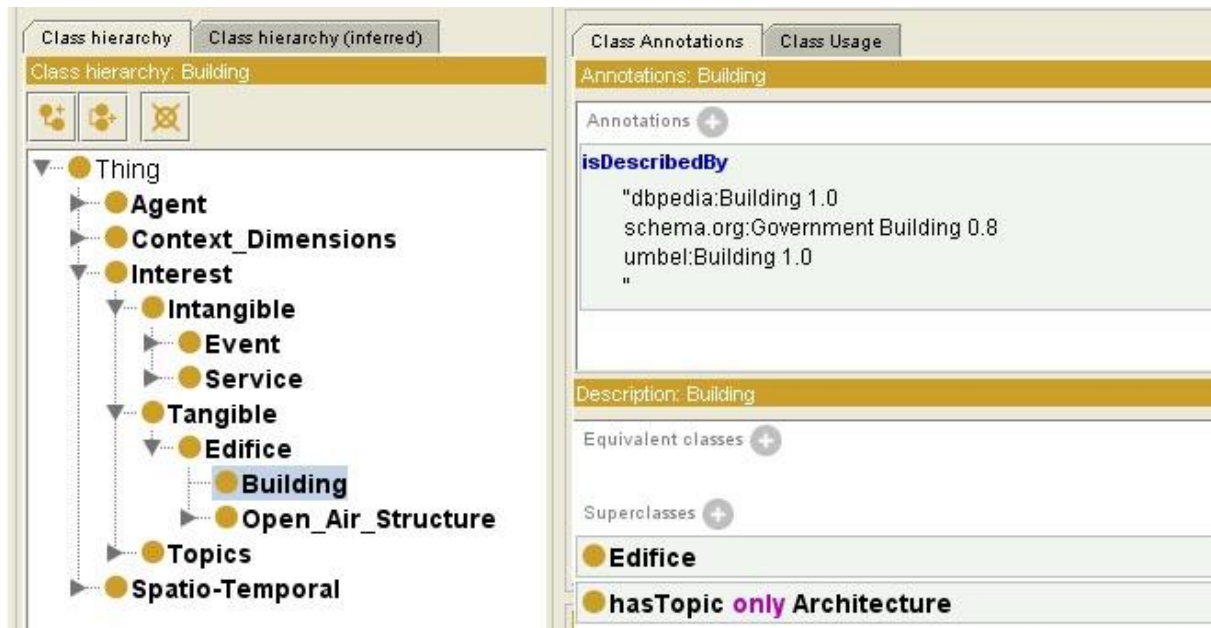 Class hierarchy
Class hierarchy (inferred)
Class hierarchy: Building
Thing
Agent
Context_Dimensions
Interest
Intangible
Event
Service
Tangible
Edifice
Building
Open_Air_Structure
Topics
Spatio-Temporal
Class Annotations
Class Usage
Annotations: Building
Annotations
isDescribedBy
"dbpedia:Building 1.0
schema.org:Government Building 0.8
umbel:Building 1.0
"
Description: Building
Equivalent classes
Superclasses
Edifice
hasTopic only Architecture